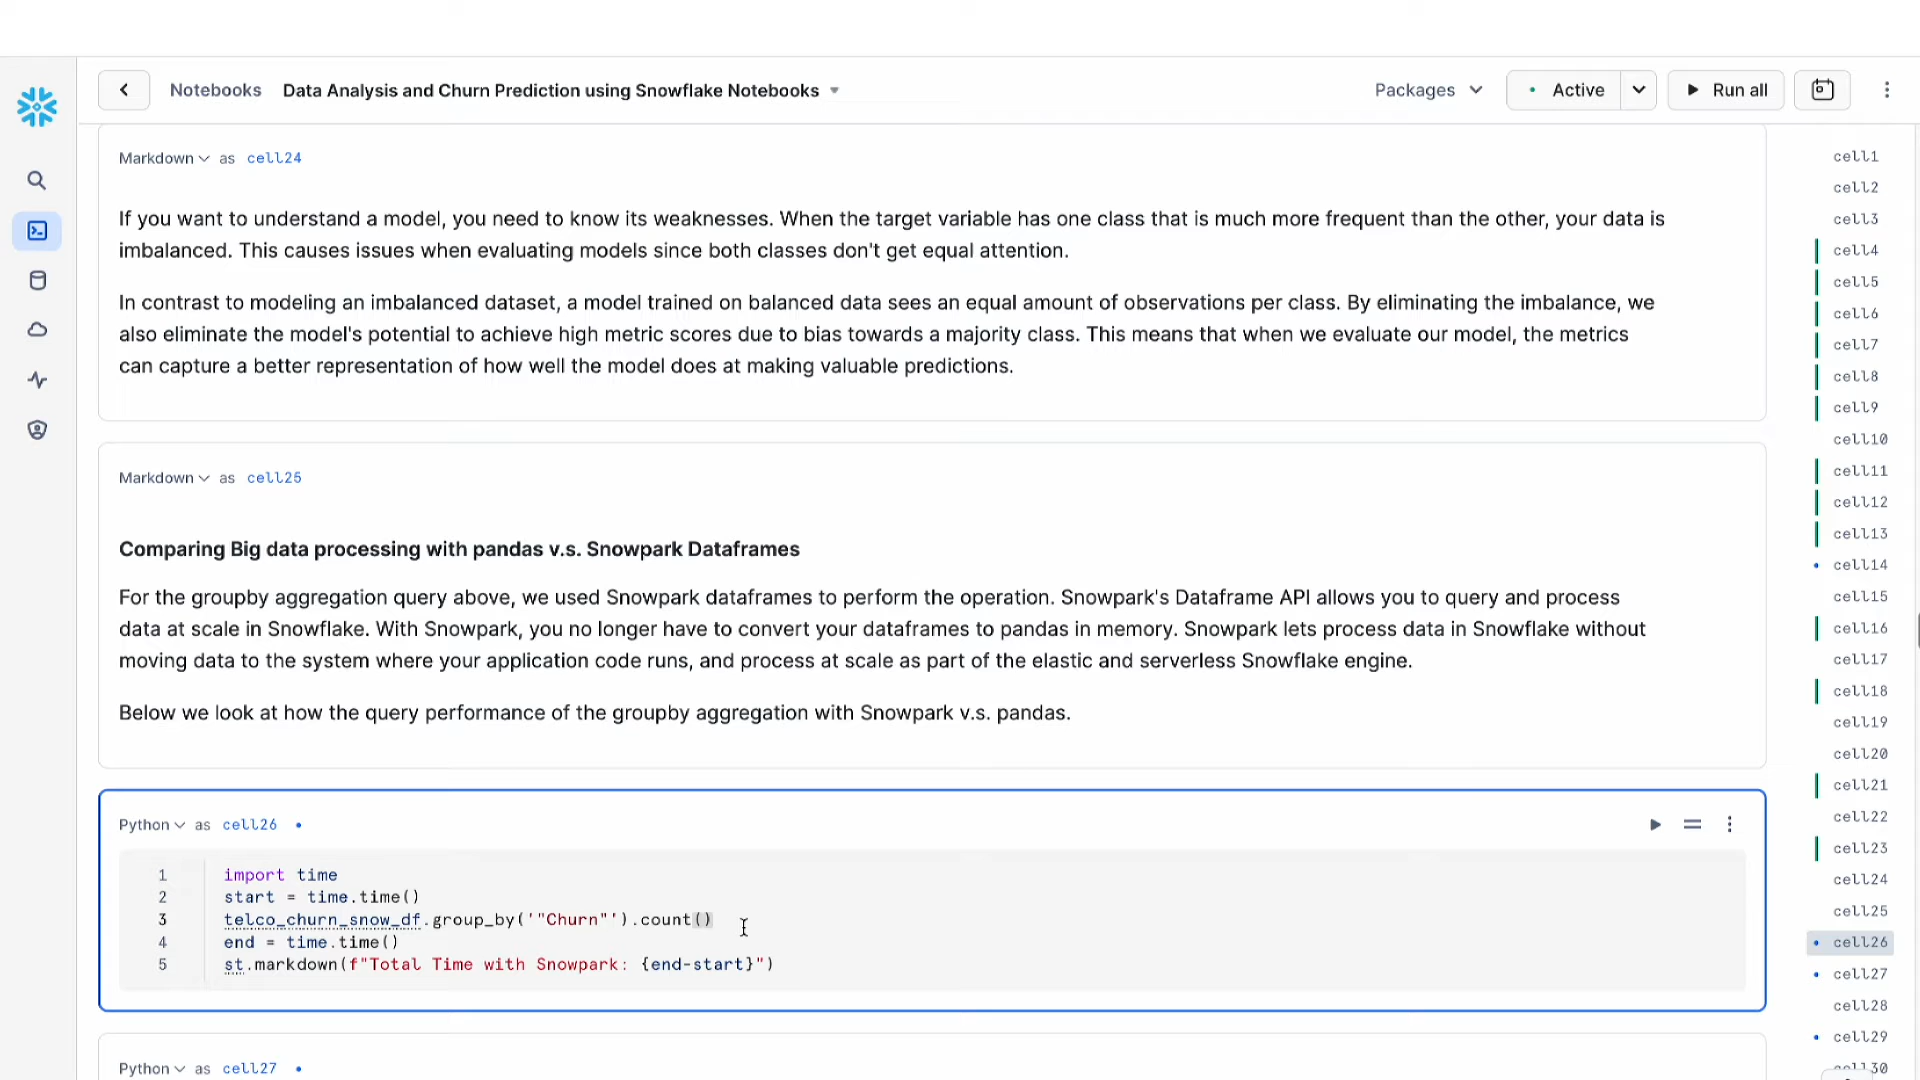 Notebooks Data Analysis and Churn Prediction using Snowflake Notebooks Packages Active Run all
Markdown as cell24
If you want to understand a model, you need to know its weaknesses. When the target variable has one class that is much more frequent than the other, your data is
imbalanced. This causes issues when evaluating models since both classes don't get equal attention.
In contrast to modeling an imbalanced dataset, a model trained on balanced data sees an equal amount of observations per class. By eliminating the imbalance, we
also eliminate the model's potential to achieve high metric scores due to bias towards a majority class. This means that when we evaluate our model, the metrics
can capture a better representation of how well the model does at making valuable predictions.
Markdown as cell25
Comparing Big data processing with pandas v.s. Snowpark Dataframes
For the groupby aggregation query above, we used Snowpark dataframes to perform the operation. Snowpark's Dataframe API allows you to query and process
data at scale in Snowflake. With Snowpark, you no longer have to convert your dataframes to pandas in memory. Snowpark lets process data in Snowflake without
moving data to the system where your application code runs, and process at scale as part of the elastic and serverless Snowflake engine.
Below we look at how the query performance of the groupby aggregation with Snowpark v.s. pandas.
Python as cell26
1 import time
2 start = time.time()
3 telco_churn_snow_df.group_by('"Churn"').count()
4 end = time.time()
5 st.markdown(f"Total Time with Snowpark: {end-start}")
Python as cell27
cell1
cell2
cell3
cell4
cell5
cell6
cell7
cell8
cell9
cell10
cell11
cell12
cell13
cell14
cell15
cell16
cell17
cell18
cell19
cell20
cell21
cell22
cell23
cell24
cell25
cell26
cell27
cell28
cell29